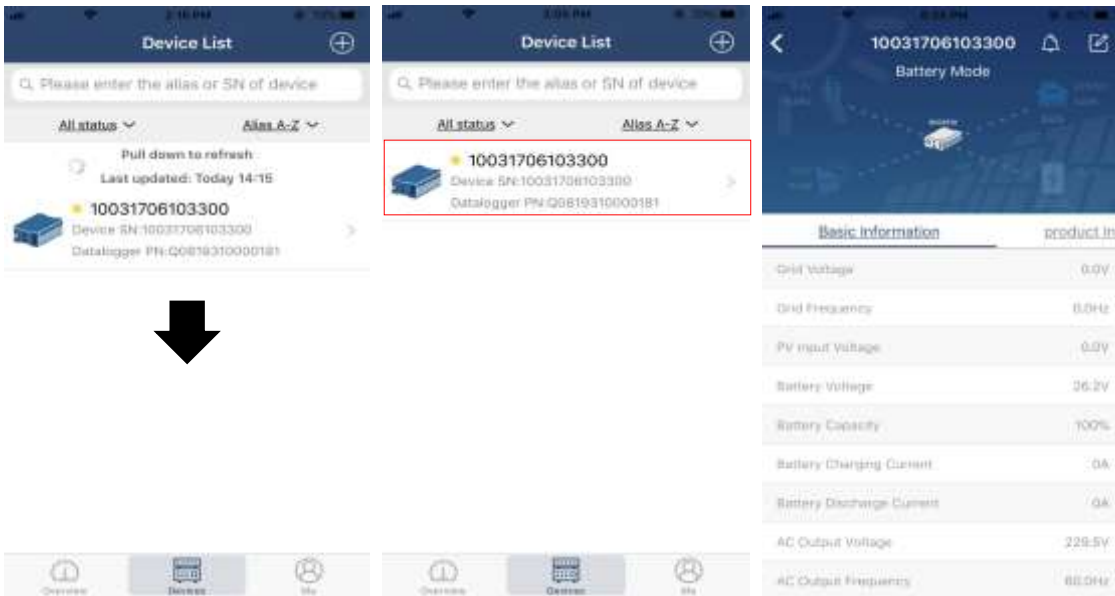 2:16 PM
Device List
Please enter the alias or SN of device
All status
Alias A-Z
Pull down to refresh
Last updated: Today 14:15
10031706103300
Device SN:10031706103300
Datalogger PN:Q0819310000181
Overview
Devices
Me
Device List
Please enter the alias or SN of device
All status
Alias A-Z
10031706103300
Device SN:10031706103300
Datalogger PN:Q0819310000181
Overview
Devices
Me
10031706103300
Battery Mode
Basic Information
product In
Grid Voltage
0.0V
Grid Frequency
0.0Hz
PV input Voltage
0.0V
Battery Voltage
26.2V
Battery Capacity
100%
Battery Charging Current
0A
Battery Discharge Current
0A
AC Output Voltage
229.5V
AC Output Frequency
60.0Hz